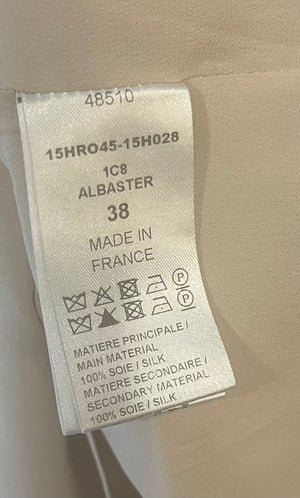 48510
15HRO45-15H028
1C8
ALBASTER
38
MADE IN
FRANCE
P
P
MATIERE PRINCIPALE /
MAIN MATERIAL
100% SOIE / SILK
MATIERE SECONDAIRE /
SECONDARY MATERIAL
100% SOIE / SILK